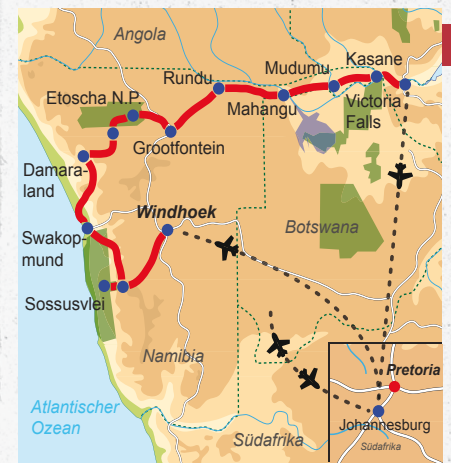 Angola
Kasane
Mudumu
Rundu
Etoscha N.P.
Mahangu
Victoria
Falls
Grootfontein
Damara-
land
Windhoek
Botswana
Swakop-
mund
Sossusvlei
Namibia
Pretoria
Atlantischer
Ozean
Johannesburg
Südafrika
Südafrika